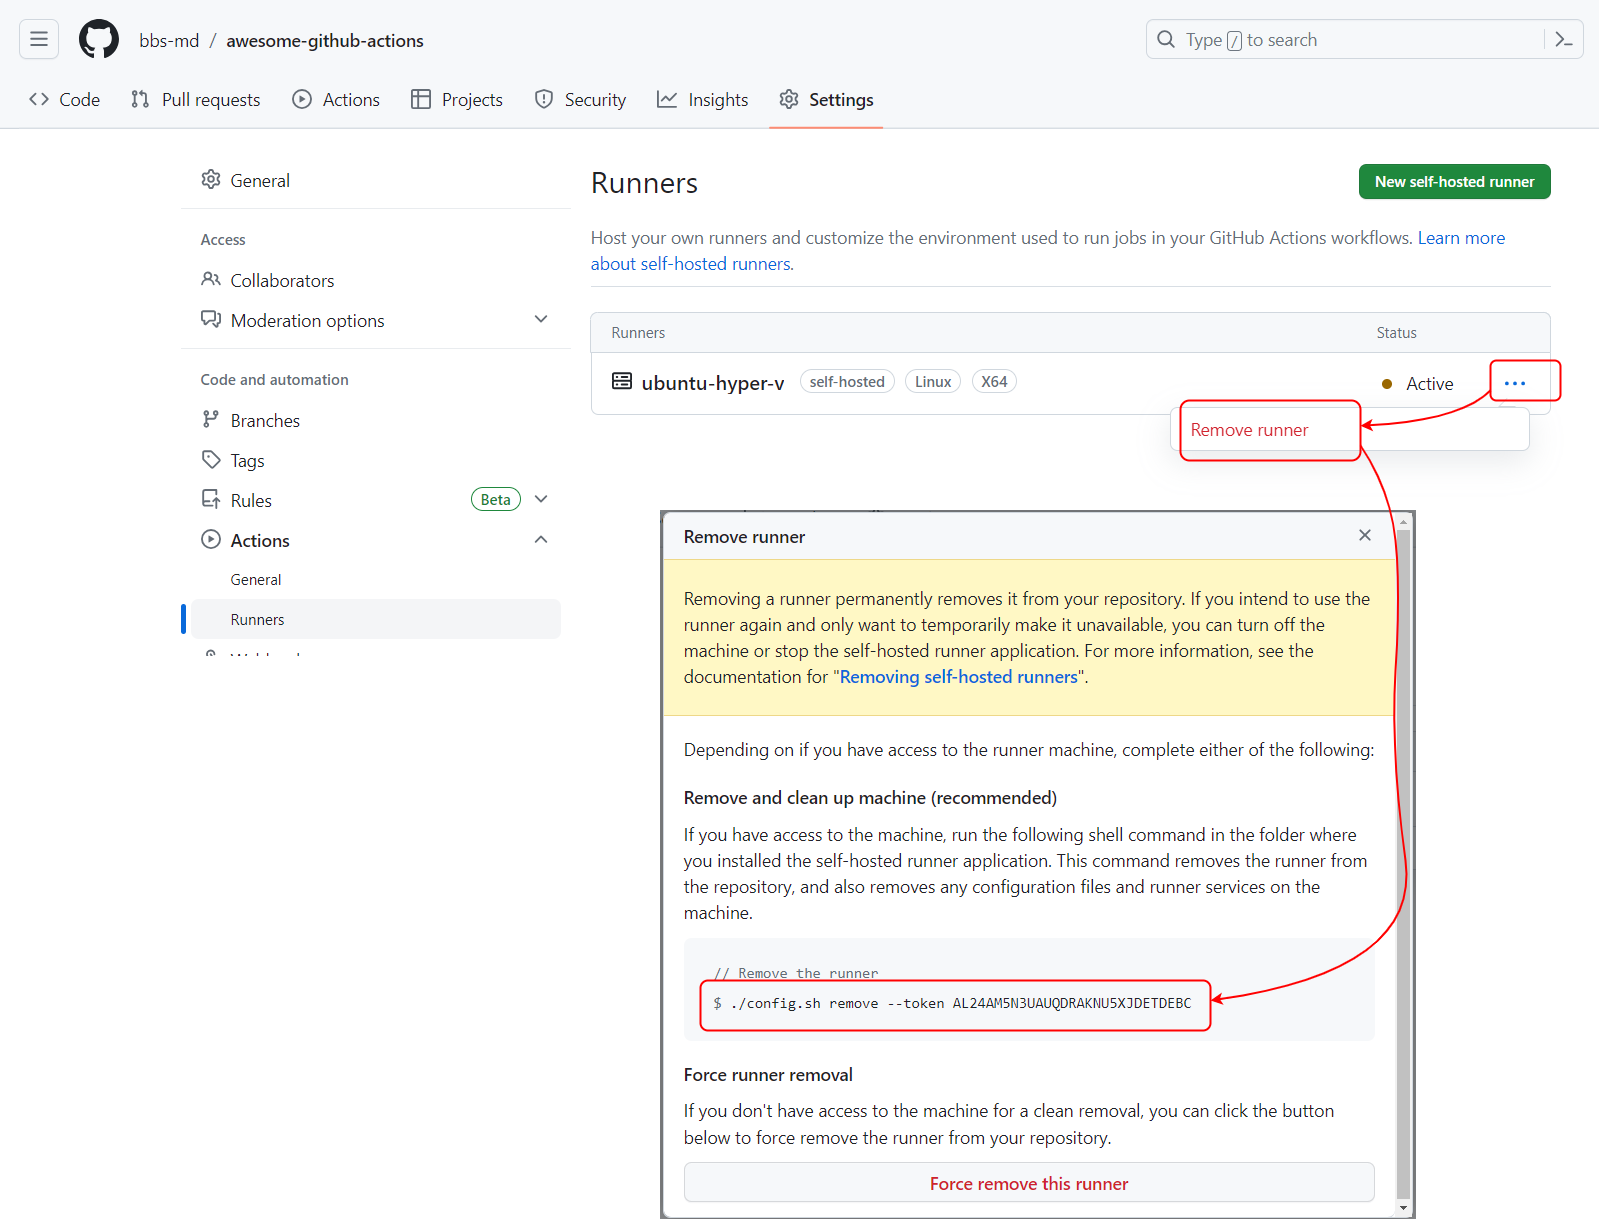 bbs-md / awesome-github-actions
Type / to search
Code
Pull requests
Actions
Projects
Security
Insights
Settings
General
Access
Collaborators
Moderation options
Code and automation
Branches
Tags
Rules
Beta
Actions
General
Runners
Runners
New self-hosted runner
Host your own runners and customize the environment used to run jobs in your GitHub Actions workflows. Learn more
about self-hosted runners.
Runners
Status
ubuntu-hyper-v
self-hosted
Linux
X64
Active
Remove runner
Remove runner
Removing a runner permanently removes it from your repository. If you intend to use the
runner again and only want to temporarily make it unavailable, you can turn off the
machine or stop the self-hosted runner application. For more information, see the
documentation for "Removing self-hosted runners".
Depending on if you have access to the runner machine, complete either of the following:
Remove and clean up machine (recommended)
If you have access to the machine, run the following shell command in the folder where
you installed the self-hosted runner application. This command removes the runner from
the repository, and also removes any configuration files and runner services on the
machine.
// Remove the runner
$ ./config.sh remove --token AL24AM5N3UAUQDRAKNU5XJDETDEBC
Force runner removal
If you don't have access to the machine for a clean removal, you can click the button
below to force remove the runner from your repository.
Force remove this runner